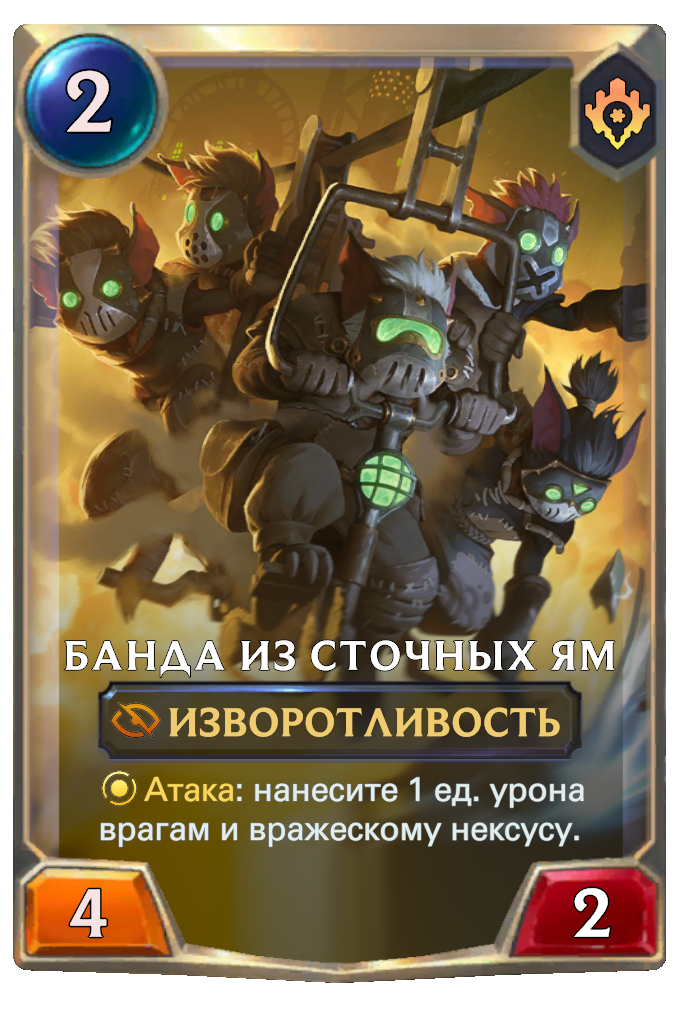 2
БАНДА ИЗ СТОЧНЫХ ЯМ
ИЗВОРОТЛИВОСТЬ
Атака: нанесите 1 ед. урона
врагам и вражескому нексусу.
4
2